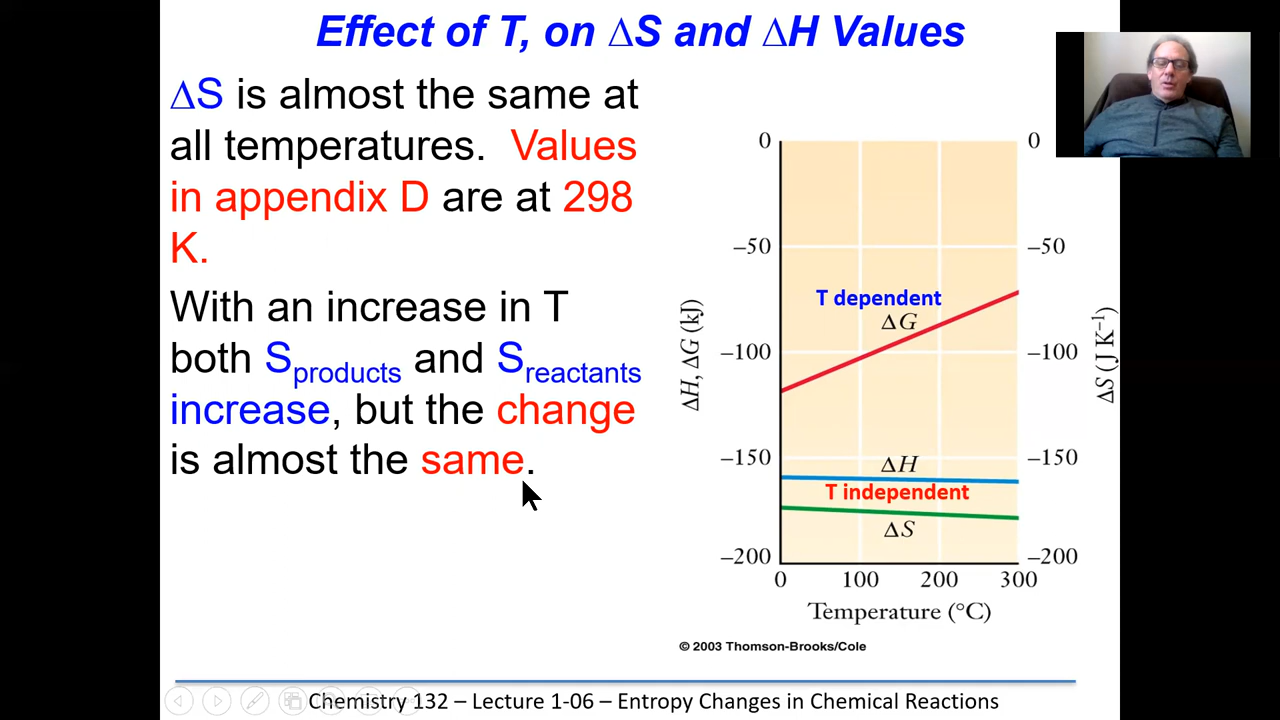 Effect of T, on ΔS and ΔH Values
ΔS is almost the same at
all temperatures. Values
in appendix D are at 298
K.
With an increase in T
both Sproducts and Sreactants
increase, but the change
is almost the same.
0
–50
–100
–150
–200
ΔH, ΔG (kJ)
T dependent
ΔG
ΔH
T independent
ΔS
0
–50
–100
–150
–200
ΔS (J K–1)
0 100 200 300
Temperature (°C)
© 2003 Thomson-Brooks/Cole
Chemistry 132 – Lecture 1-06 – Entropy Changes in Chemical Reactions